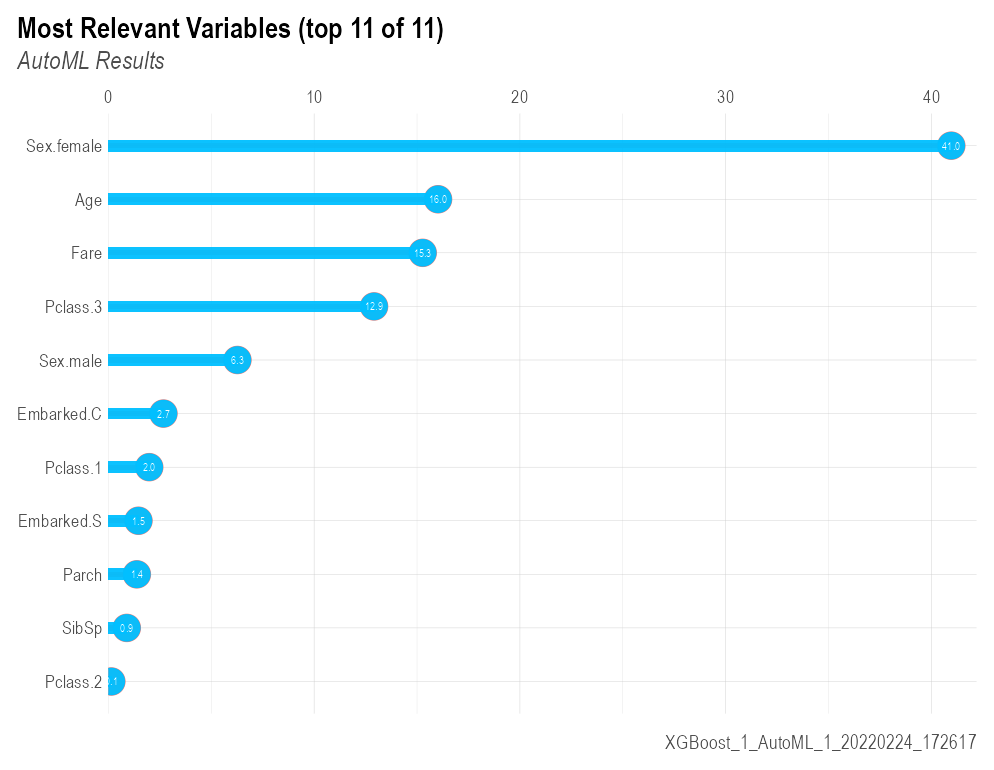 Most Relevant Variables (top 11 of 11)
AutoML Results
0 10 20 30 40
Sex.female 41.0
Age 16.0
Fare 15.3
Pclass.3 12.9
Sex.male 6.3
Embarked.C 2.7
Pclass.1 2.0
Embarked.S 1.5
Parch 1.4
SibSp 0.9
Pclass.2
XGBoost_1_AutoML_1_20220224_172617